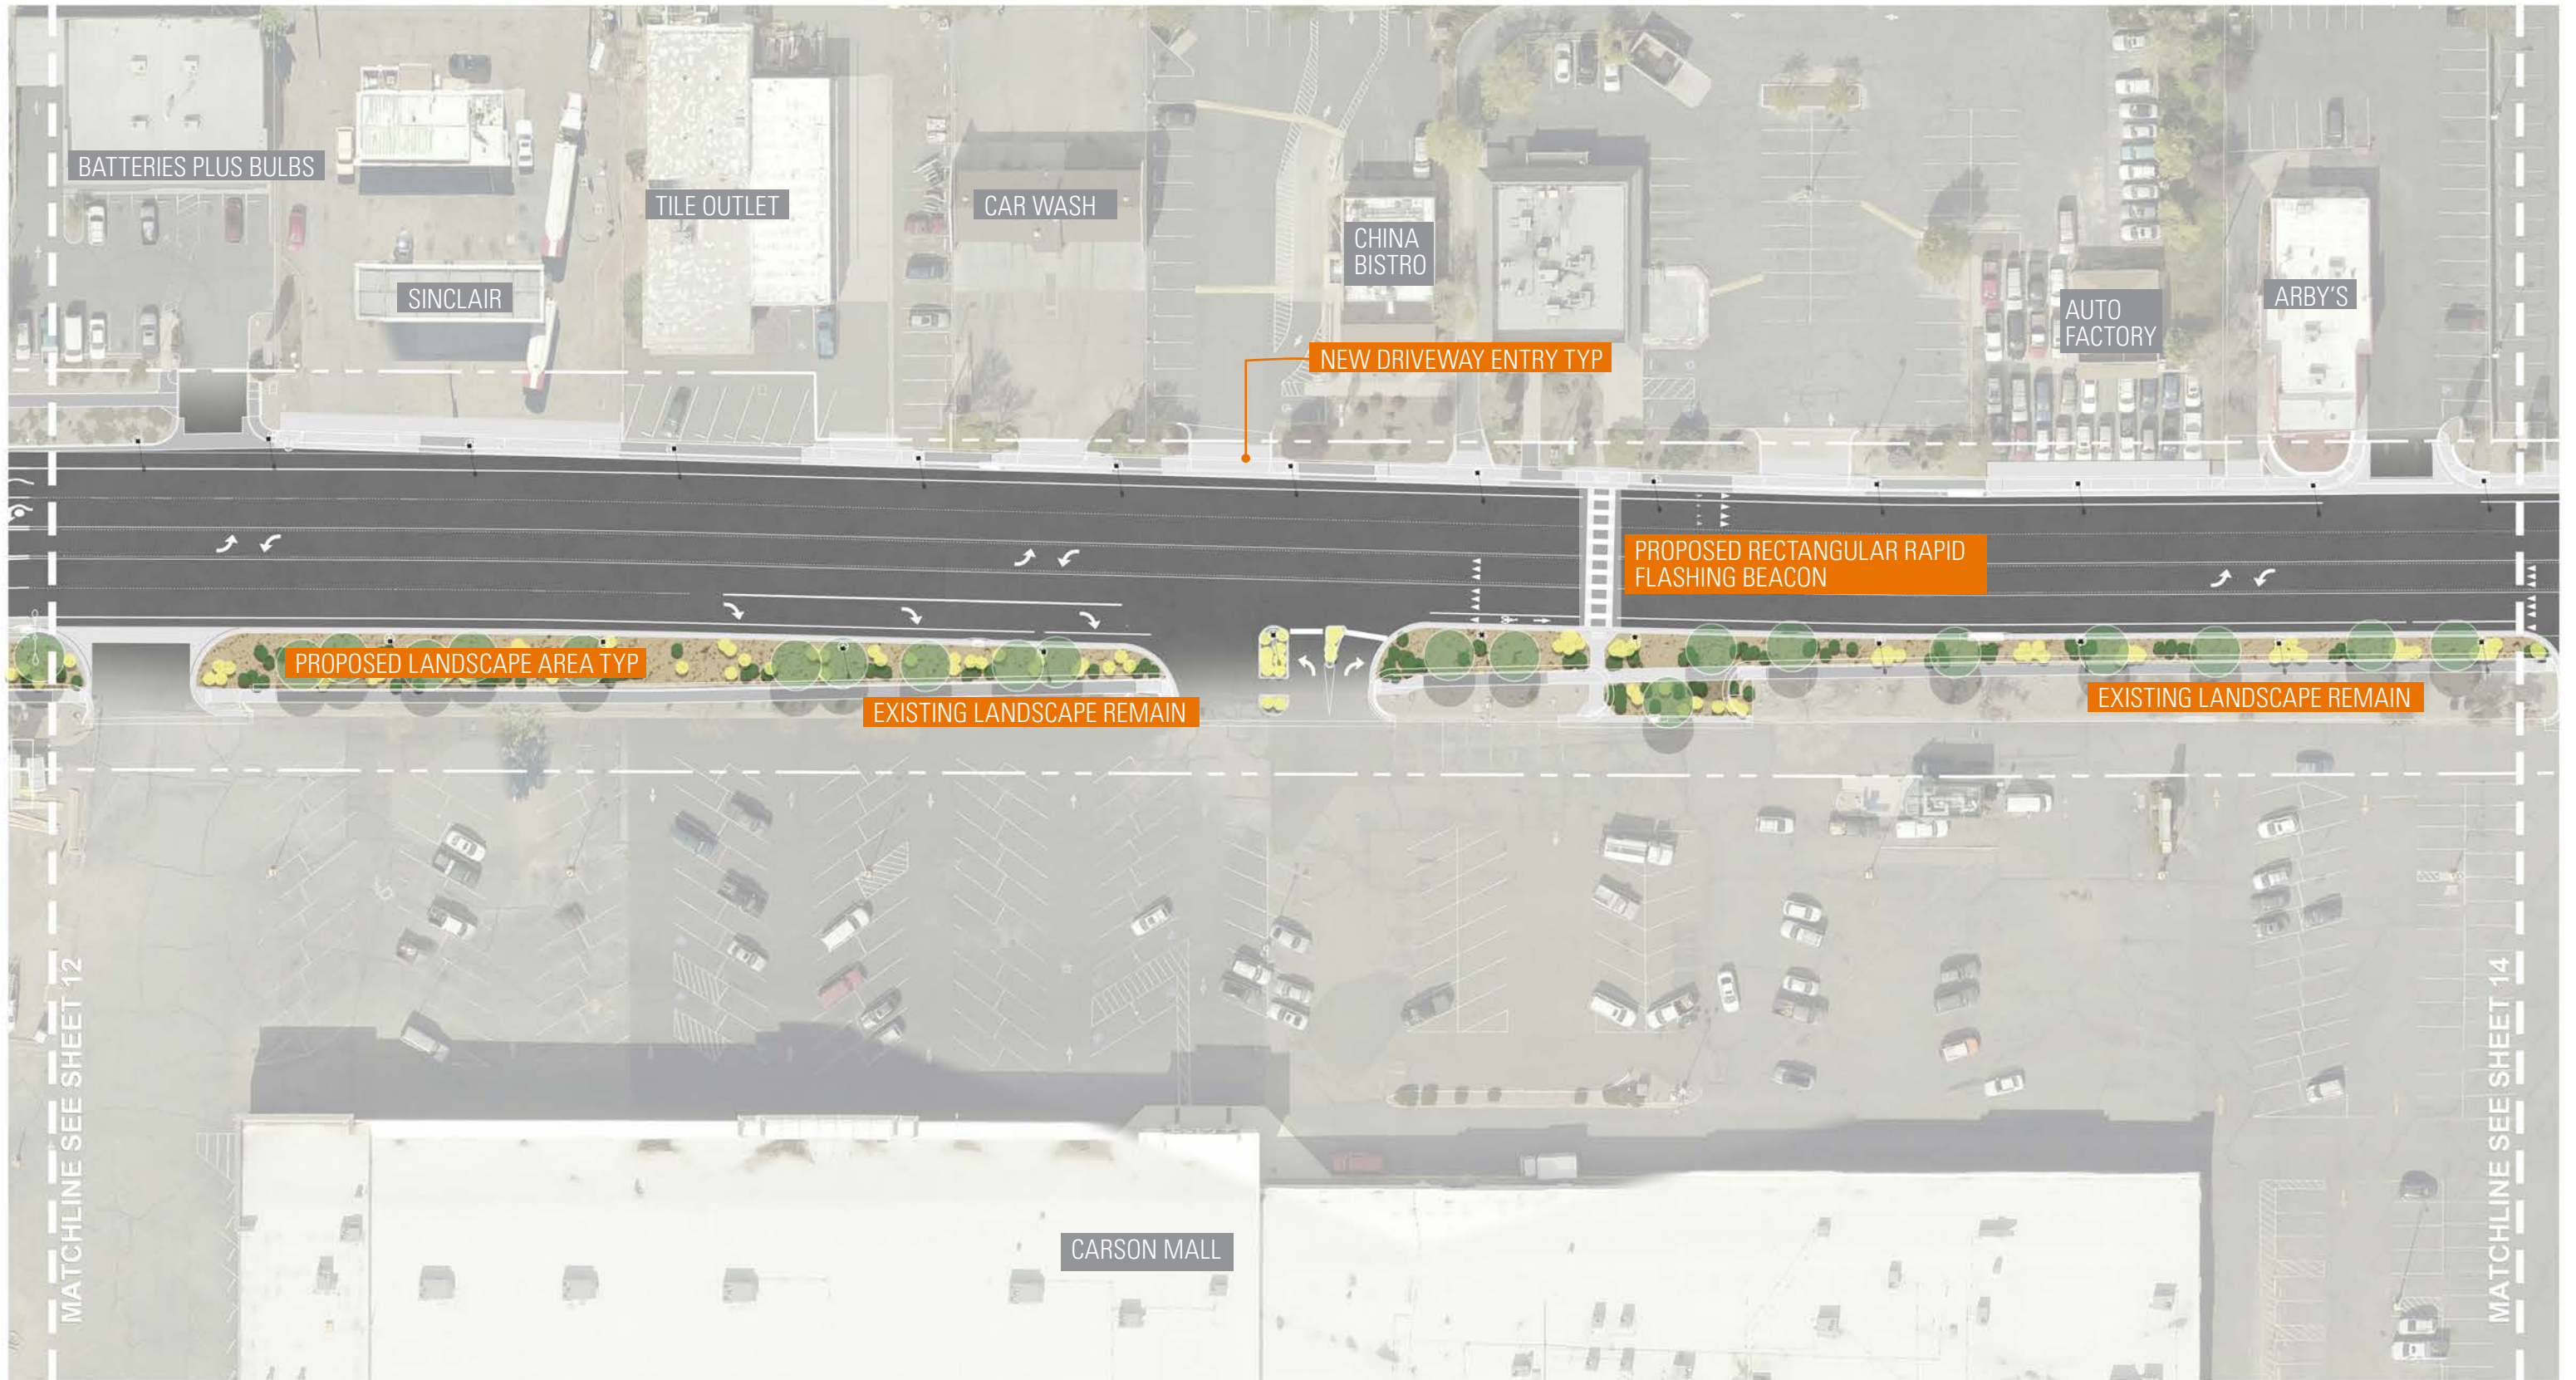 BATTERIES PLUS BULBS
SINCLAIR
TILE OUTLET
CAR WASH
CHINA
BISTRO
AUTO
FACTORY
ARBY'S
NEW DRIVEWAY ENTRY TYP
PROPOSED RECTANGULAR RAPID
FLASHING BEACON
PROPOSED LANDSCAPE AREA TYP
EXISTING LANDSCAPE REMAIN
EXISTING LANDSCAPE REMAIN
MATCHLINE SEE SHEET 12
MATCHLINE SEE SHEET 14
CARSON MALL